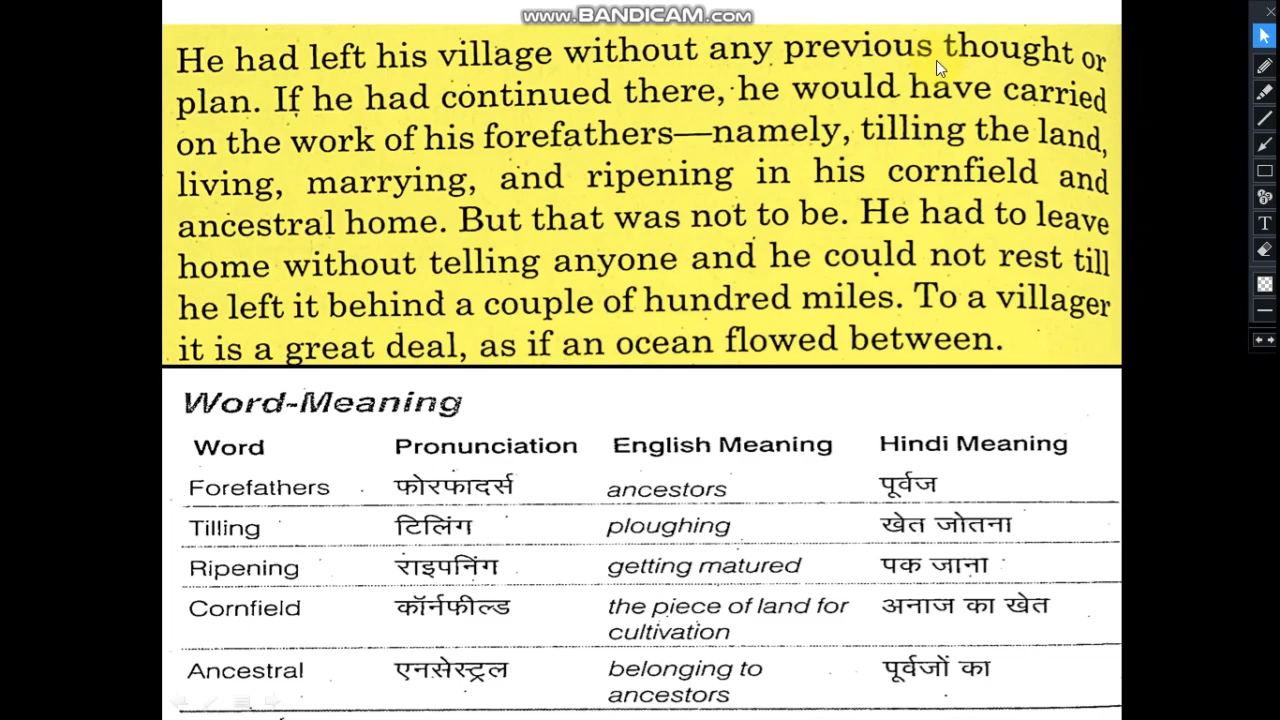 www.BANDICAM.com
He had left his village without any previous thought or
plan. If he had continued there, he would have carried
on the work of his forefathers—namely, tilling the land,
living, marrying, and ripening in his cornfield and
ancestral home. But that was not to be. He had to leave
home without telling anyone and he could not rest till
he left it behind a couple of hundred miles. To a villager
it is a great deal, as if an ocean flowed between.
Word-Meaning
Word Pronunciation English Meaning Hindi Meaning
Forefathers फोरफादर्स ancestors पूर्वज
Tilling टिलिंग ploughing खेत जोतना
Ripening राइपनिंग getting matured पक जाना
Cornfield कॉर्नफील्ड the piece of land for अनाज का खेत
cultivation
Ancestral एनसेस्ट्रल belonging to पूर्वजों का
ancestors